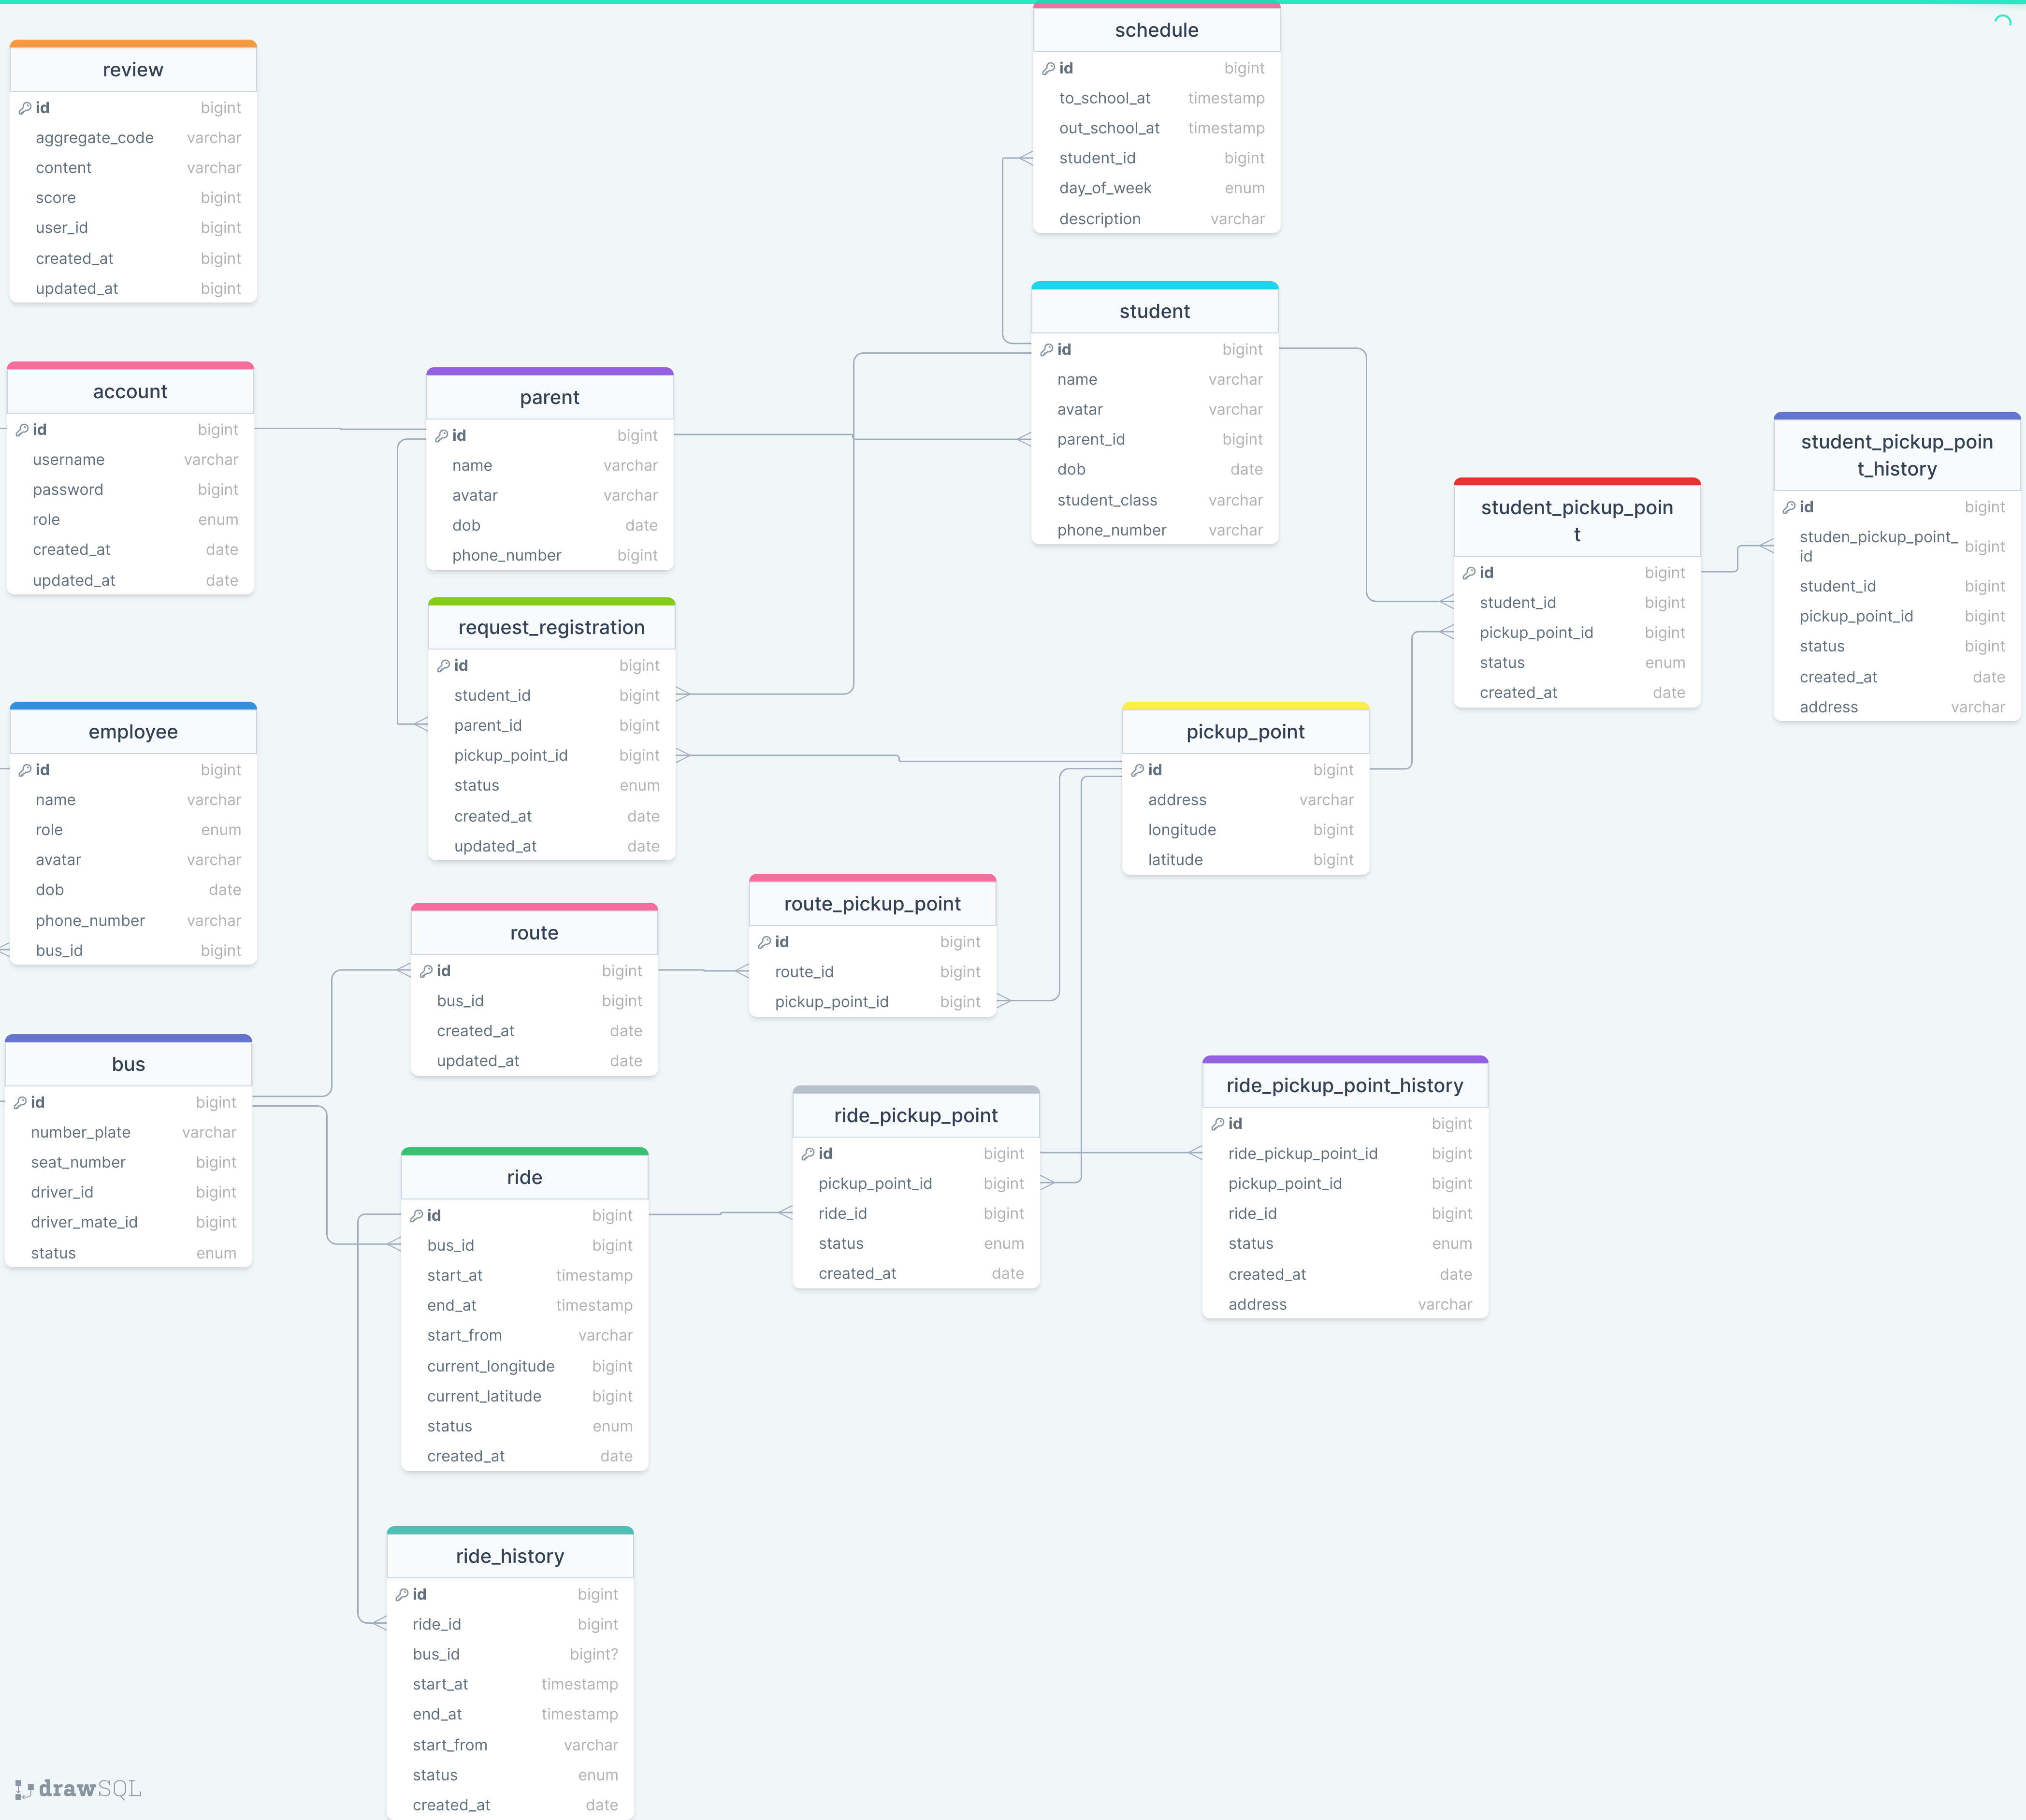 review
id bigint
aggregate_code varchar
content varchar
score bigint
user_id bigint
created_at bigint
updated_at bigint
account
id bigint
username varchar
password bigint
role enum
created_at date
updated_at date
employee
id bigint
name varchar
role enum
avatar varchar
dob date
phone_number varchar
bus_id bigint
bus
id bigint
number_plate varchar
seat_number bigint
driver_id bigint
driver_mate_id bigint
status enum
parent
id bigint
name varchar
avatar varchar
dob date
phone_number bigint
request_registration
id bigint
student_id bigint
parent_id bigint
pickup_point_id bigint
status enum
created_at date
updated_at date
route
id bigint
bus_id bigint
created_at date
updated_at date
ride
id bigint
bus_id bigint
start_at timestamp
end_at timestamp
start_from varchar
current_longitude bigint
current_latitude bigint
status enum
created_at date
ride_history
id bigint
ride_id bigint
bus_id bigint?
start_at timestamp
end_at timestamp
start_from varchar
status enum
created_at date
route_pickup_point
id bigint
route_id bigint
pickup_point_id bigint
ride_pickup_point
id bigint
pickup_point_id bigint
ride_id bigint
status enum
created_at date
schedule
id bigint
to_school_at timestamp
out_school_at timestamp
student_id bigint
day_of_week enum
description varchar
student
id bigint
name varchar
avatar varchar
parent_id bigint
dob date
student_class varchar
phone_number varchar
pickup_point
id bigint
address varchar
longitude bigint
latitude bigint
ride_pickup_point_history
id bigint
ride_pickup_point_id bigint
pickup_point_id bigint
ride_id bigint
status enum
created_at date
address varchar
student_pickup_poin
t
id bigint
student_id bigint
pickup_point_id bigint
status enum
created_at date
student_pickup_poin
t_history
id bigint
studen_pickup_point_ bigint
id
student_id bigint
pickup_point_id bigint
status bigint
created_at date
address varchar
drawSQL